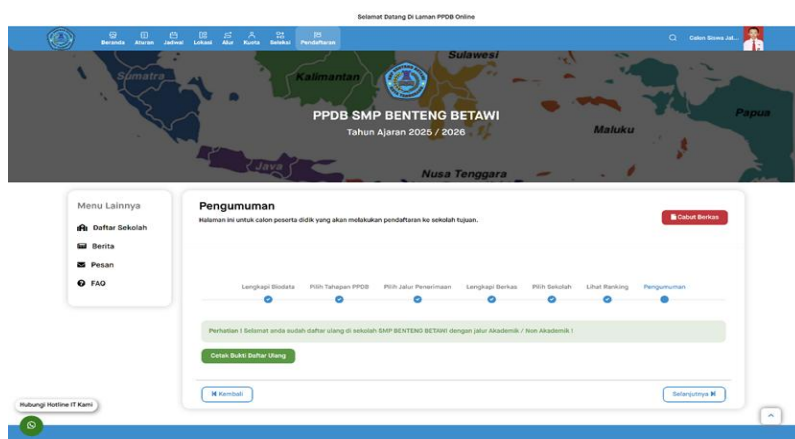 Selamat Datang Di Laman PPDB Online
Beranda Aturan Jadwal Lokasi Alur Kuota Seleksi Pendaftaran
Calon Siswa Jal...
Sumatra
Kalimantan
Sulawesi
Papua
Maluku
Java
Nusa Tenggara
PPDB SMP BENTENG BETAWI
Tahun Ajaran 2025 / 2026
Menu Lainnya
Daftar Sekolah
Berita
Pesan
FAQ
Pengumuman
Halaman ini untuk calon peserta didik yang akan melakukan pendaftaran ke sekolah tujuan.
Cabut Berkas
Lengkapi Biodata Pilih Tahapan PPDB Pilih Jalur Penerimaan Lengkapi Berkas Pilih Sekolah Lihat Ranking Pengumuman
Perhatian ! Selamat anda sudah daftar ulang di sekolah SMP BENTENG BETAWI dengan jalur Akademik / Non Akademik !
Cetak Bukti Daftar Ulang
Kembali
Selanjutnya
Hubungi Hotline IT Kami